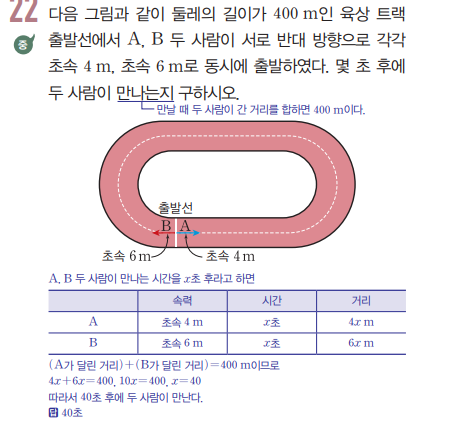 22
중
다음 그림과 같이 둘레의 길이가 400 m인 육상 트랙
출발선에서 A, B 두 사람이 서로 반대 방향으로 각각
초속 4 m, 초속 6 m로 동시에 출발하였다. 몇 초 후에
두 사람이 만나는지 구하시오.
만날 때 두 사람이 간 거리를 합하면 400 m이다.
출발선
B A
초속 6 m 초속 4 m
A, B 두 사람이 만나는 시간을 x초 후라고 하면
속력 시간 거리
A 초속 4 m x초 4x m
B 초속 6 m x초 6x m
(A가 달린 거리)+(B가 달린 거리)=400 m이므로
4x+6x=400, 10x=400, x=40
따라서 40초 후에 두 사람이 만난다.
답 40초